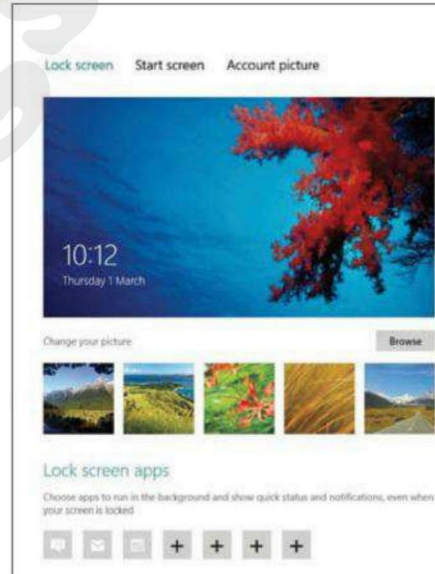 Lock screen Start screen Account picture
10:12
Thursday 1 March
Change your picture
Browse
Lock screen apps
Choose apps to run in the background and show quick status and notifications, even when
your screen is locked
+ + + +